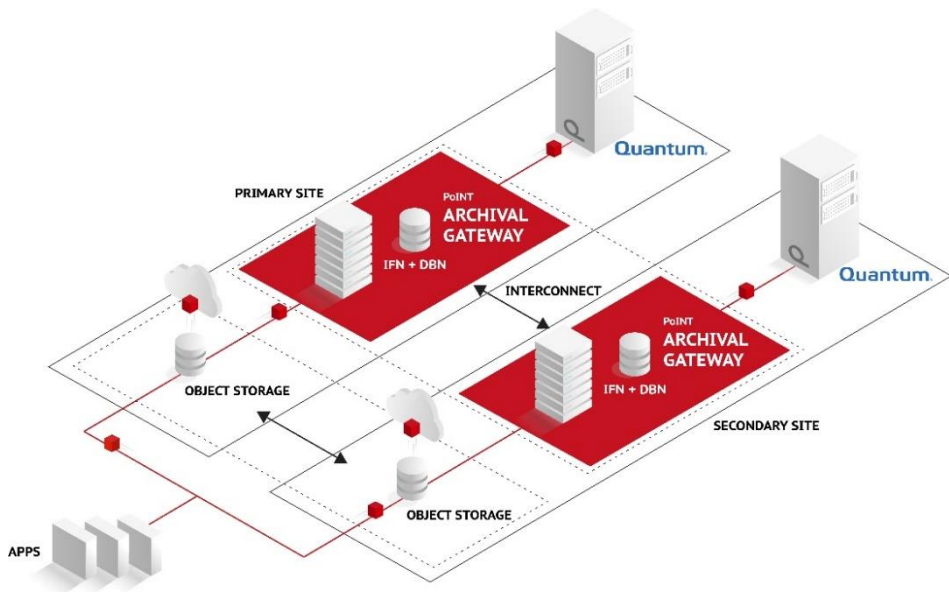 Quantum.
PRIMARY SITE
PoINT
ARCHIVAL
GATEWAY
IFN + DBN
Quantum.
INTERCONNECT
PoINT
ARCHIVAL
GATEWAY
IFN + DBN
OBJECT STORAGE
SECONDARY SITE
OBJECT STORAGE
APPS